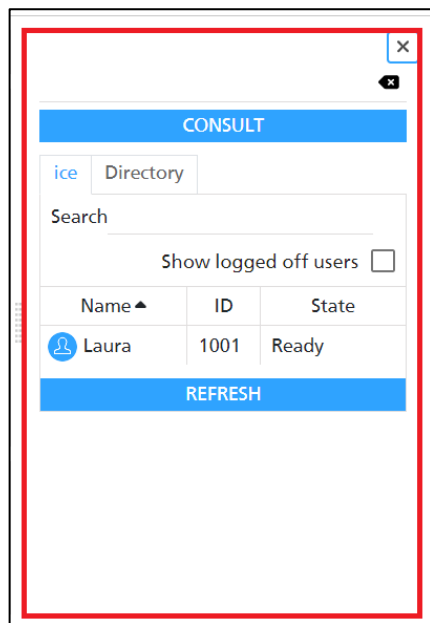 CONSULT
ice Directory
Search
Show logged off users
Name ID State
Laura 1001 Ready
REFRESH